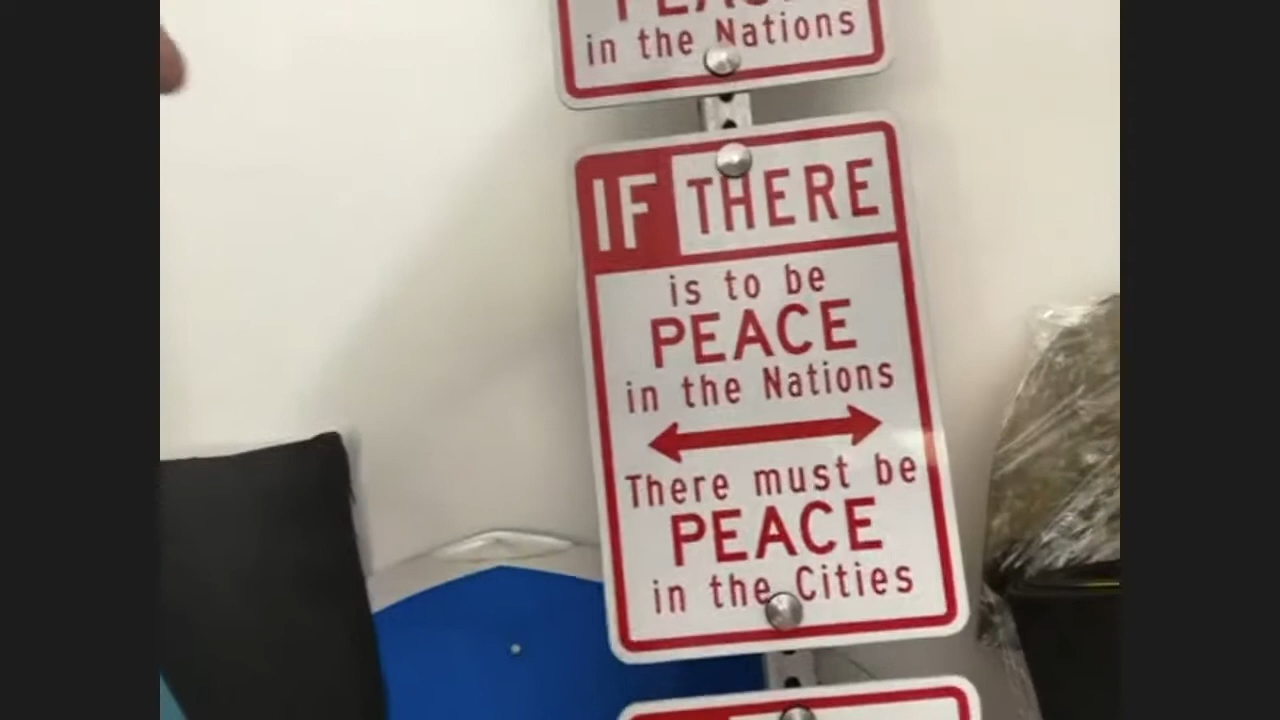 PEACE
in the Nations
IF THERE
is to be
PEACE
in the Nations
There must be
PEACE
in the Cities